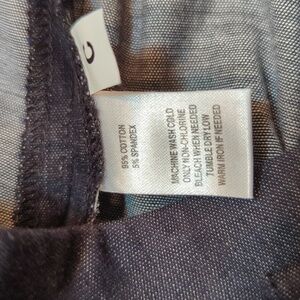 C
95% COTTON
5% SPANDEX
MACHINE WASH COLD
ONLY NON-CHLORINE
BLEACH WHEN NEEDED
TUMBLE DRY LOW
WARM IRON IF NEEDED